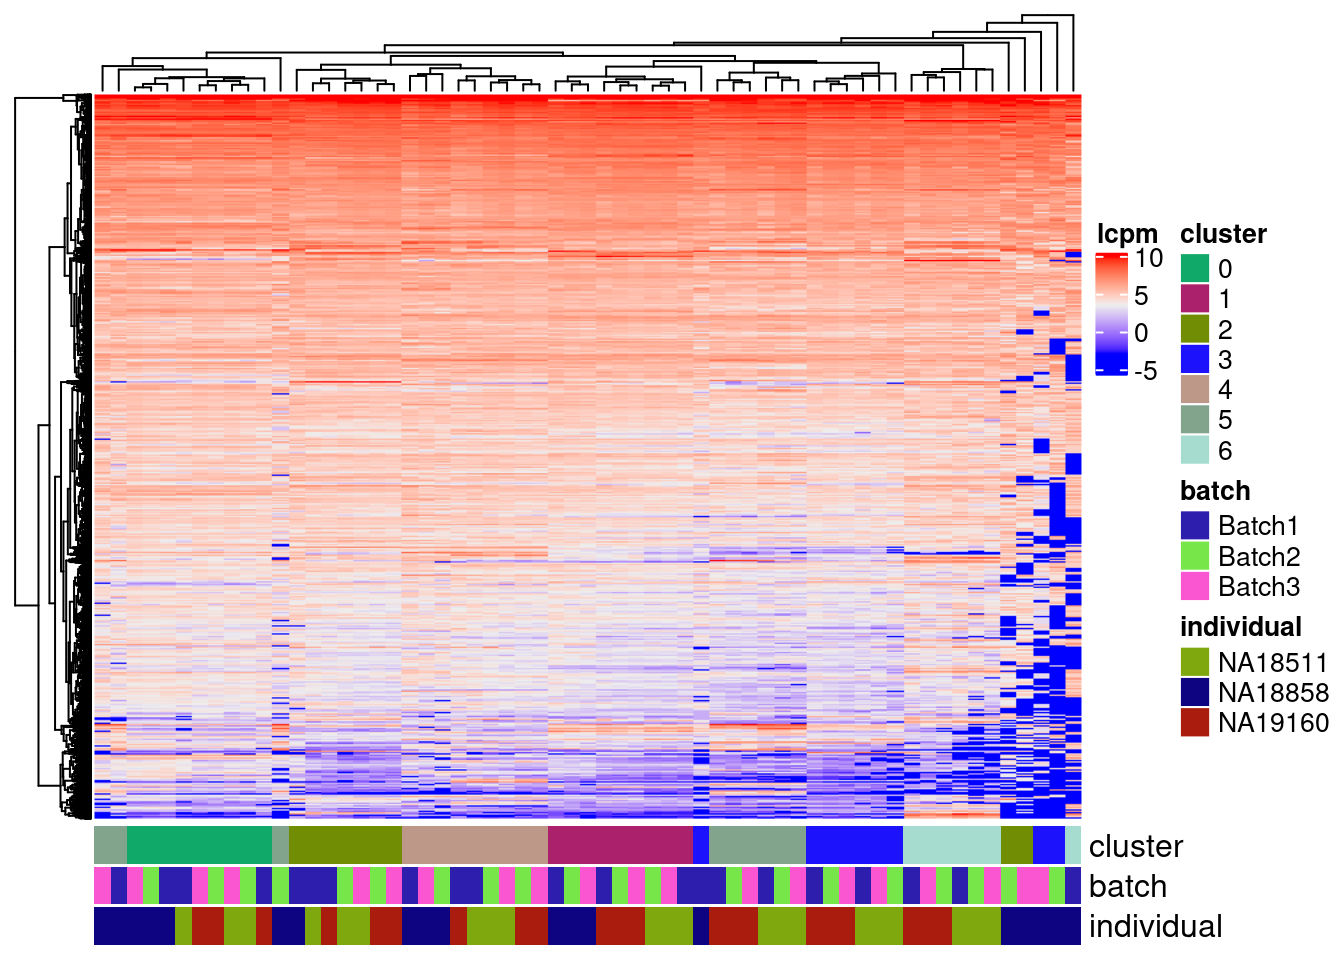 lcpm
10
5
0
-5
cluster
0
1
2
3
4
5
6
batch
Batch1
Batch2
Batch3
individual
NA18511
NA18858
NA19160
cluster
batch
individual